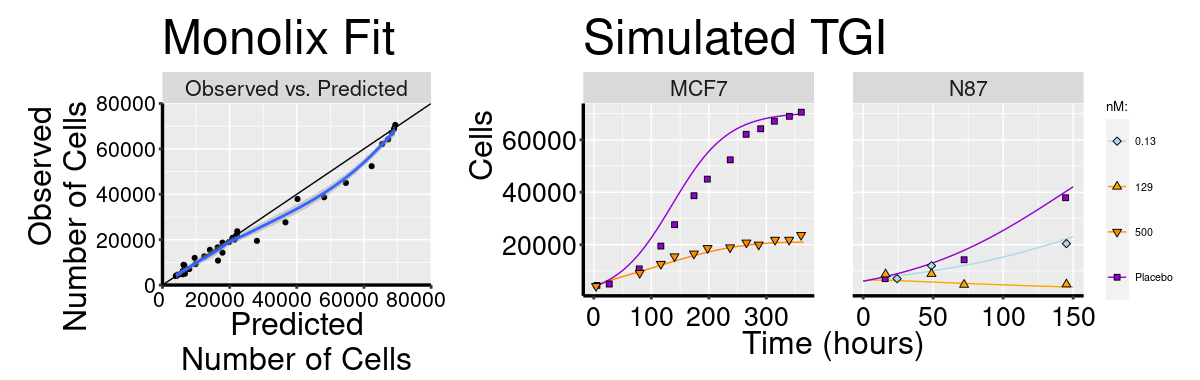 Monolix Fit
Observed vs. Predicted
Observed
Number of Cells
80000
60000
40000
20000
0
0 20000 40000 60000 80000
Predicted
Number of Cells
Simulated TGI
MCF7 N87
Cells
60000
40000
20000
0 100 200 300
0 50 100 150
Time (hours)
nM:
0.13
129
500
Placebo